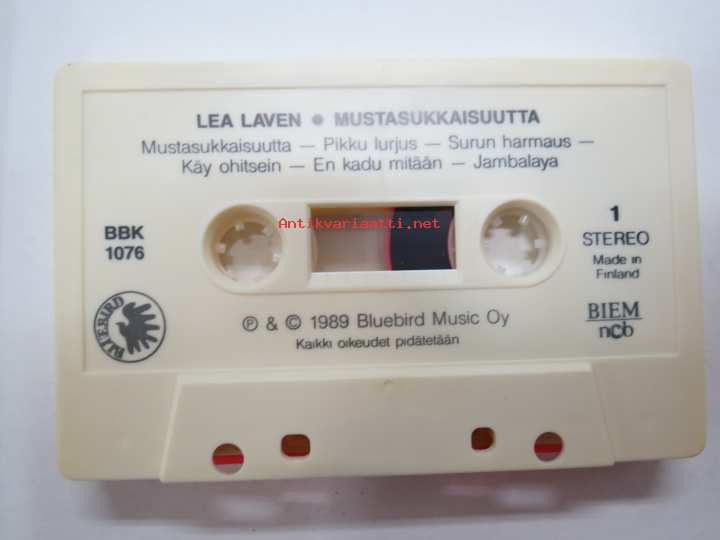 LEA LAVEN ● MUSTASUKKAISUUTTA
Mustasukkaisuutta — Pikku lurjus — Surun harmaus —
Käy ohitsein — En kadu mitään — Jambalaya
Antikvariaatti.net
BBK
1076
1
STEREO
Made in
Finland
BLUEBIRD
℗ & © 1989 Bluebird Music Oy
Kaikki oikeudet pidätetään
BIEM
ncb